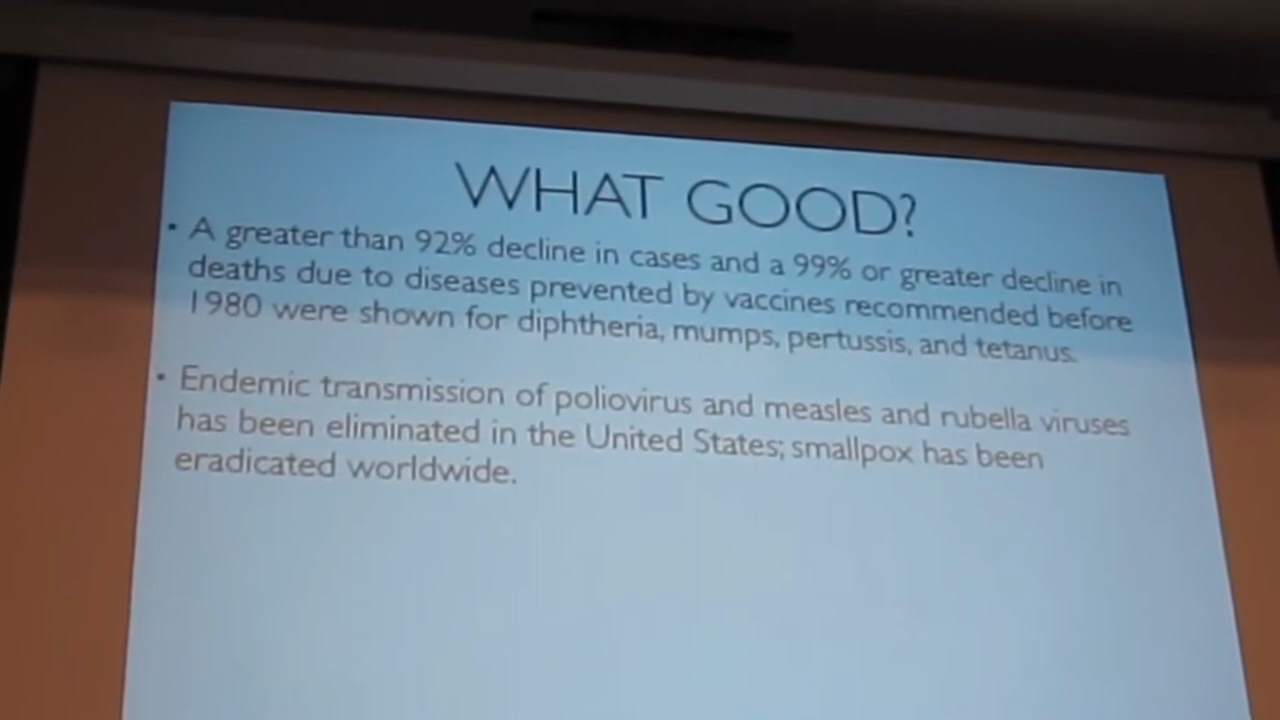 WHAT GOOD?
• A greater than 92% decline in cases and a 99% or greater decline in
deaths due to diseases prevented by vaccines recommended before
1980 were shown for diphtheria, mumps, pertussis, and tetanus.
• Endemic transmission of poliovirus and measles and rubella viruses
has been eliminated in the United States; smallpox has been
eradicated worldwide.